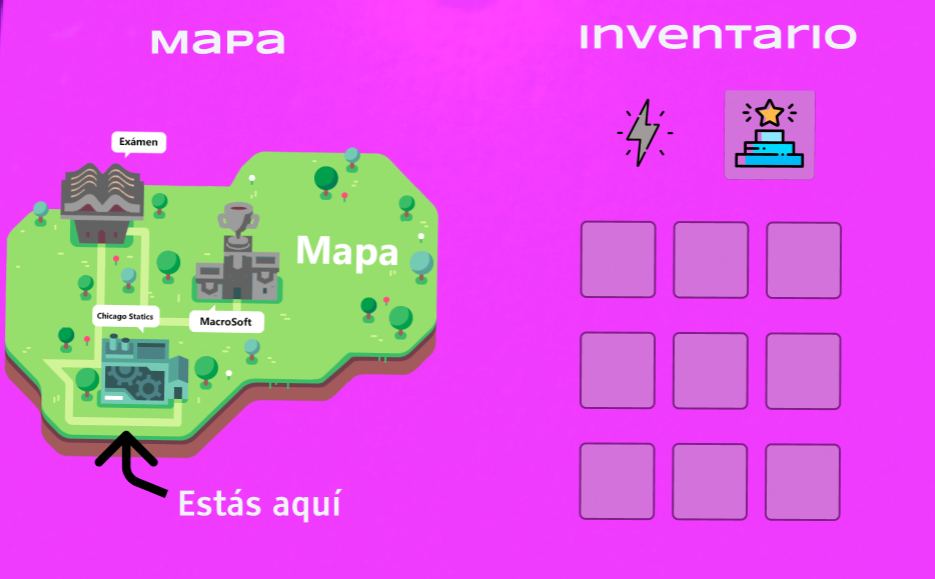 MAPA
INVENTARIO
Exámen
Mapa
Chicago Statics
MacroSoft
Estás aquí